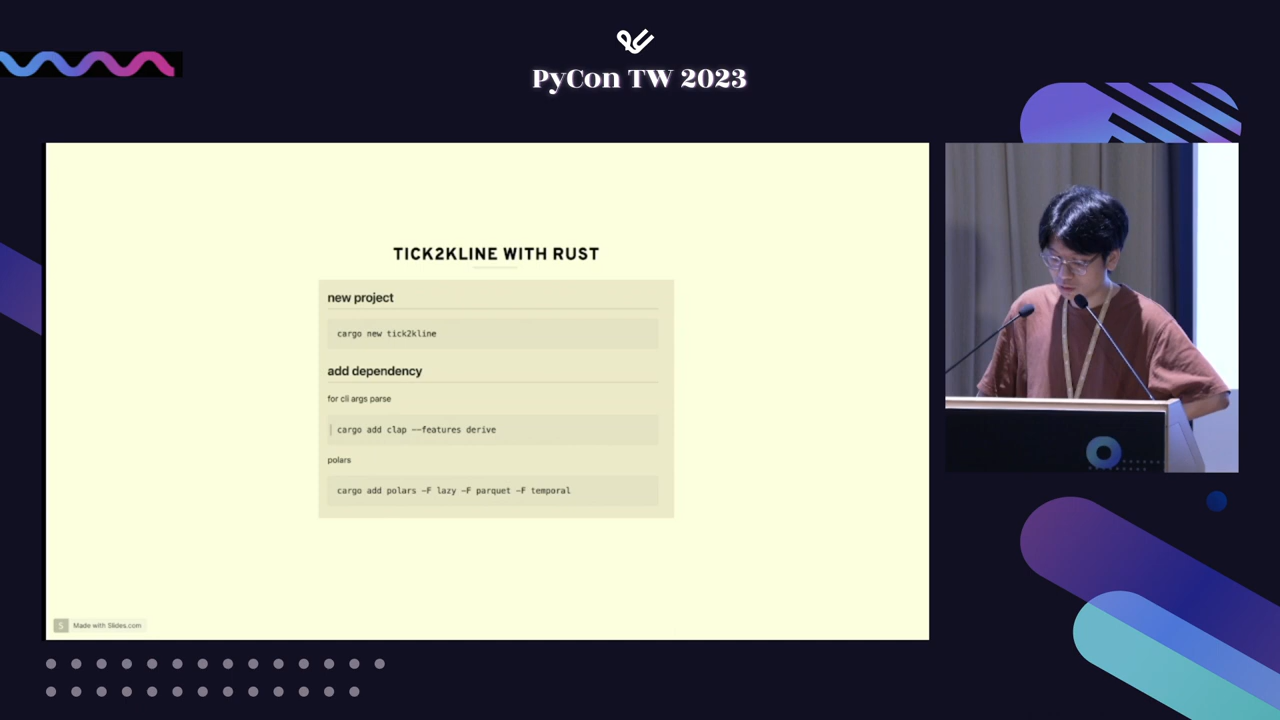 PyCon TW 2023
TICK2KLINE WITH RUST
new project
cargo new tick2kline
add dependency
for cli args parse
cargo add clap --features derive
polars
cargo add polars -F lazy -F parquet -F temporal
S Made with Slides.com